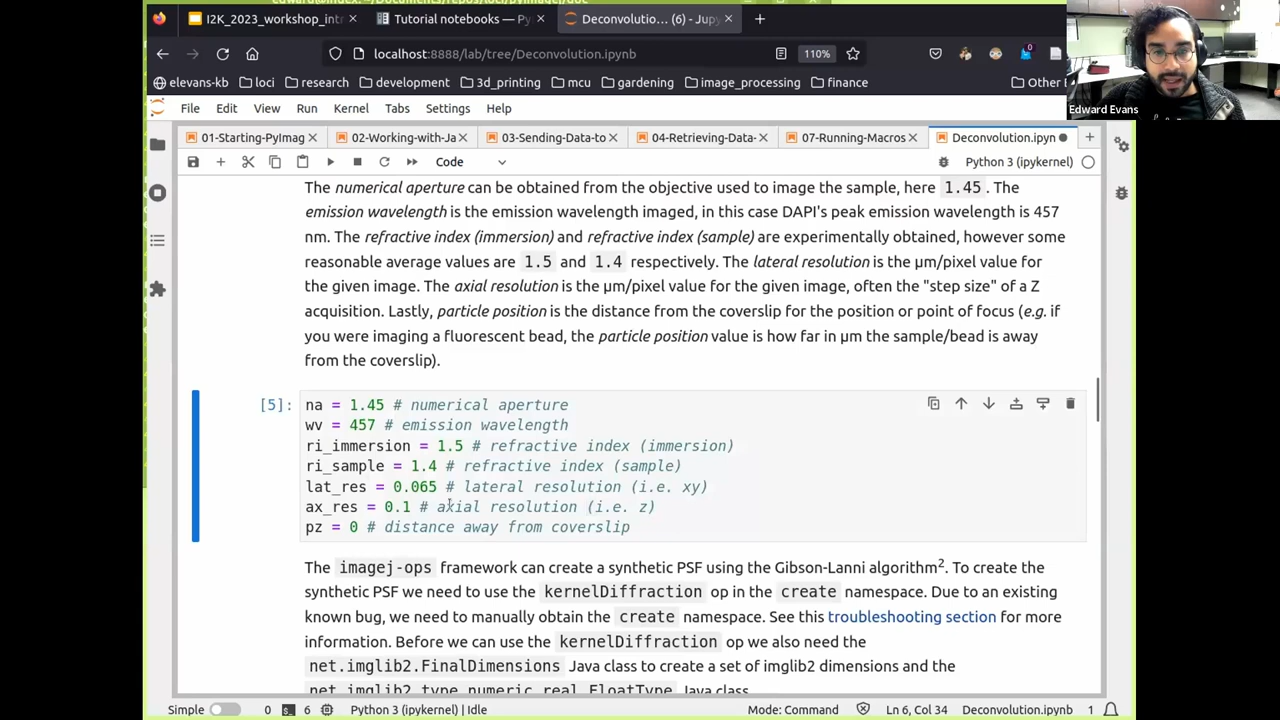 I2K_2023_workshop_intr
Tutorial notebooks — Py
Deconvolutio… (6) - Jup
localhost:8888/lab/tree/Deconvolution.ipynb
110%
elevans-kb
loci
research
development
3d_printing
mcu
gardening
image_processing
finance
Other
Edward Evans
File
Edit
View
Run
Kernel
Tabs
Settings
Help
01-Starting-PyImag
02-Working-with-Ja
03-Sending-Data-to
04-Retrieving-Data-
07-Running-Macros
Deconvolution.ipyn
Code
Python 3 (ipykernel)
The numerical aperture can be obtained from the objective used to image the sample, here 1.45. The
emission wavelength is the emission wavelength imaged, in this case DAPI's peak emission wavelength is 457
nm. The refractive index (immersion) and refractive index (sample) are experimentally obtained, however some
reasonable average values are 1.5 and 1.4 respectively. The lateral resolution is the µm/pixel value for
the given image. The axial resolution is the µm/pixel value for the given image, often the "step size" of a Z
acquisition. Lastly, particle position is the distance from the coverslip for the position or point of focus (e.g. if
you were imaging a fluorescent bead, the particle position value is how far in µm the sample/bead is away
from the coverslip).
[5]:
na = 1.45 # numerical aperture
wv = 457 # emission wavelength
ri_immersion = 1.5 # refractive index (immersion)
ri_sample = 1.4 # refractive index (sample)
lat_res = 0.065 # lateral resolution (i.e. xy)
ax_res = 0.1 # axial resolution (i.e. z)
pz = 0 # distance away from coverslip
The imagej-ops framework can create a synthetic PSF using the Gibson-Lanni algorithm2. To create the
synthetic PSF we need to use the kernelDiffraction op in the create namespace. Due to an existing
known bug, we need to manually obtain the create namespace. See this troubleshooting section for more
information. Before we can use the kernelDiffraction op we also need the
net.imglib2.FinalDimensions Java class to create a set of imglib2 dimensions and the
net.imglib2.type.numeric.real.FloatType Java class
Simple
0
6
Python 3 (ipykernel) | Idle
Mode: Command
Ln 6, Col 34
Deconvolution.ipynb
1